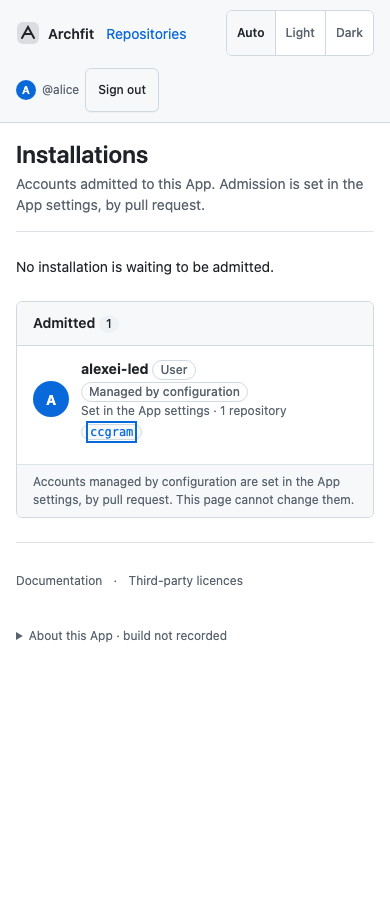 Archfit Repositories Auto Light Dark
A @alice Sign out
Installations
Accounts admitted to this App. Admission is set in the
App settings, by pull request.
No installation is waiting to be admitted.
Admitted 1
alexei-led User
Managed by configuration
A
Set in the App settings · 1 repository
ccgram
Accounts managed by configuration are set in the App
settings, by pull request. This page cannot change them.
Documentation · Third-party licences
About this App · build not recorded